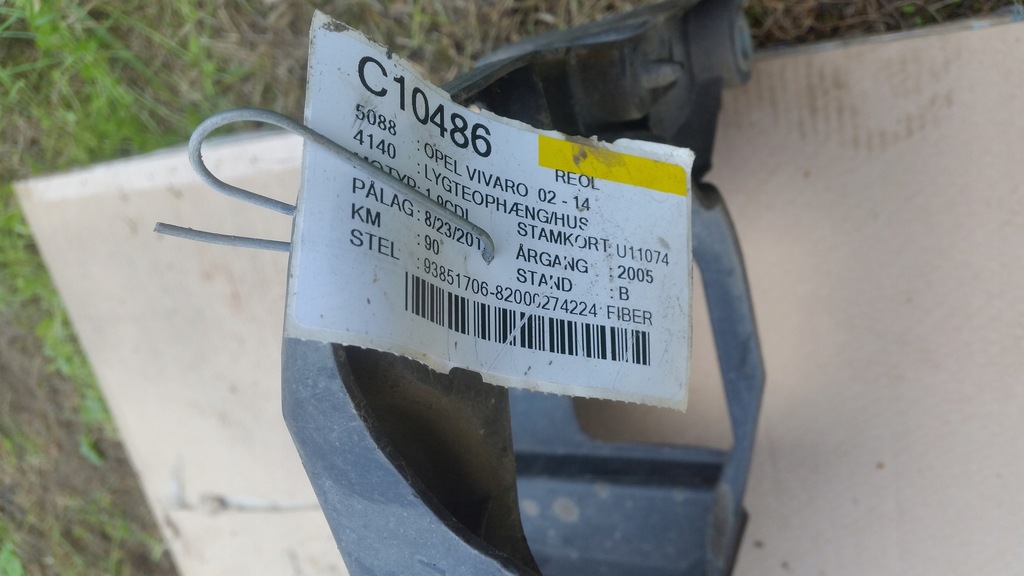 C10486
REOL
5088 : OPEL VIVARO 02 - 14
4140 : LYGTEOPHÆNG/HUS
STAMKORT : U11074
PÅLAG : 8/23/201
ÅRGANG : 2005
KM : 90
STAND : B
STEL : 93851706-82000274224 FIBER